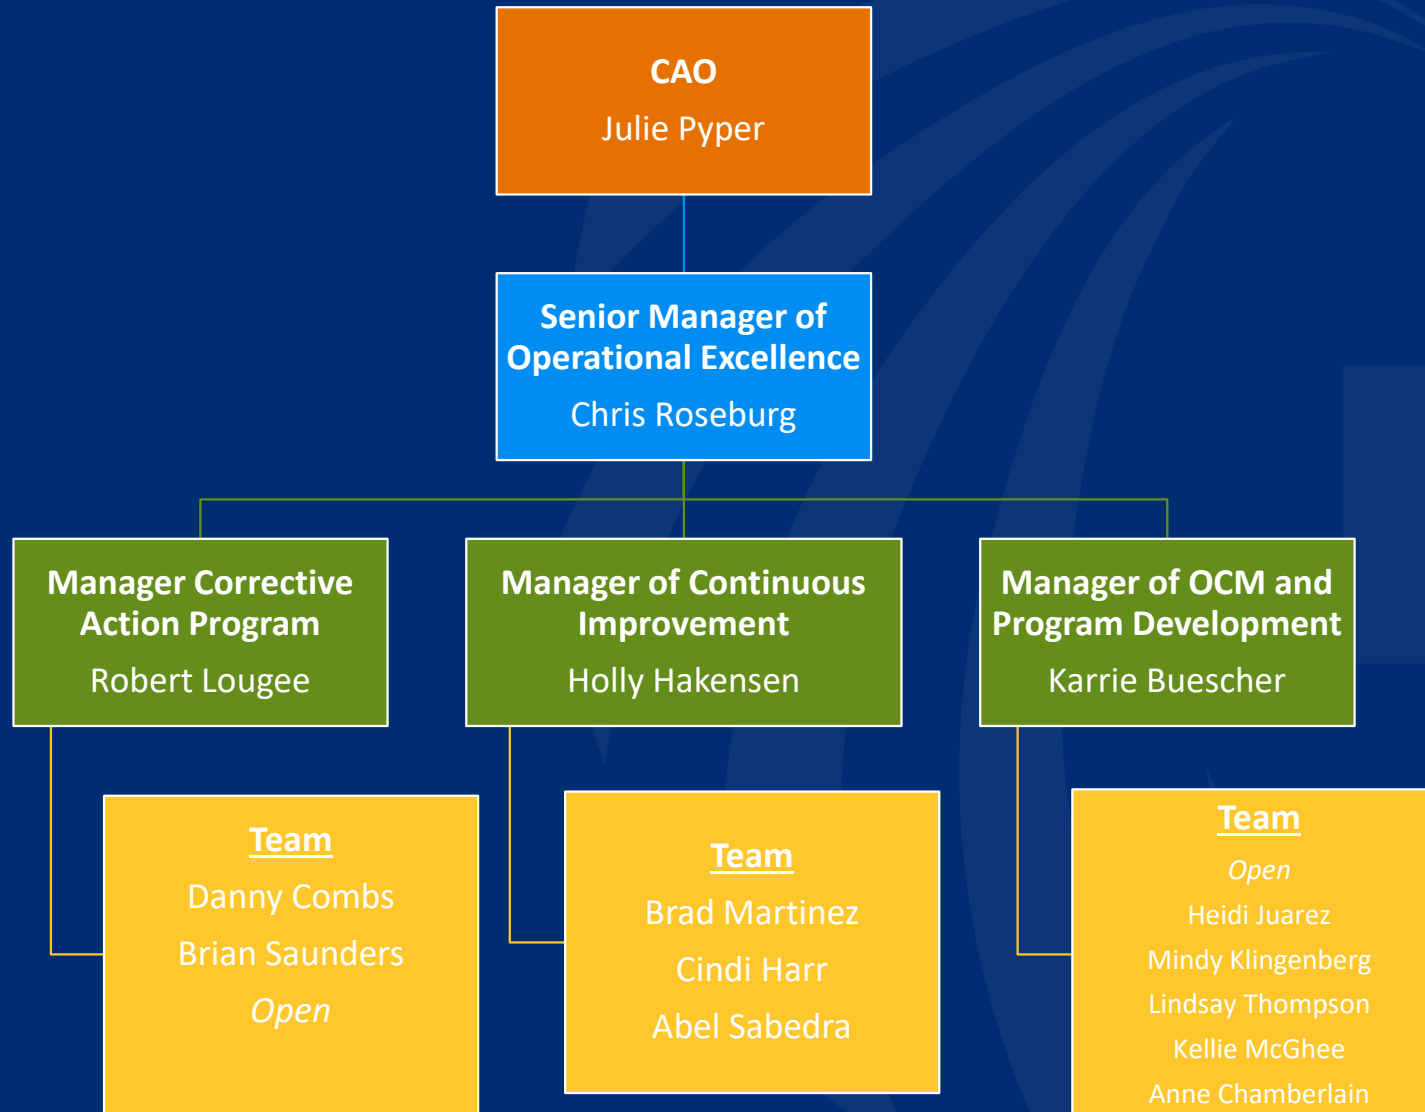 CAO
Julie Pyper
Senior Manager of
Operational Excellence
Chris Roseburg
Manager Corrective
Action Program
Robert Lougee
Manager of Continuous
Improvement
Holly Hakensen
Manager of OCM and
Program Development
Karrie Buescher
Team
Danny Combs
Brian Saunders
Open
Team
Brad Martinez
Cindi Harr
Abel Sabedra
Team
Open
Heidi Juarez
Mindy Klingenberg
Lindsay Thompson
Kellie McGhee
Anne Chamberlain